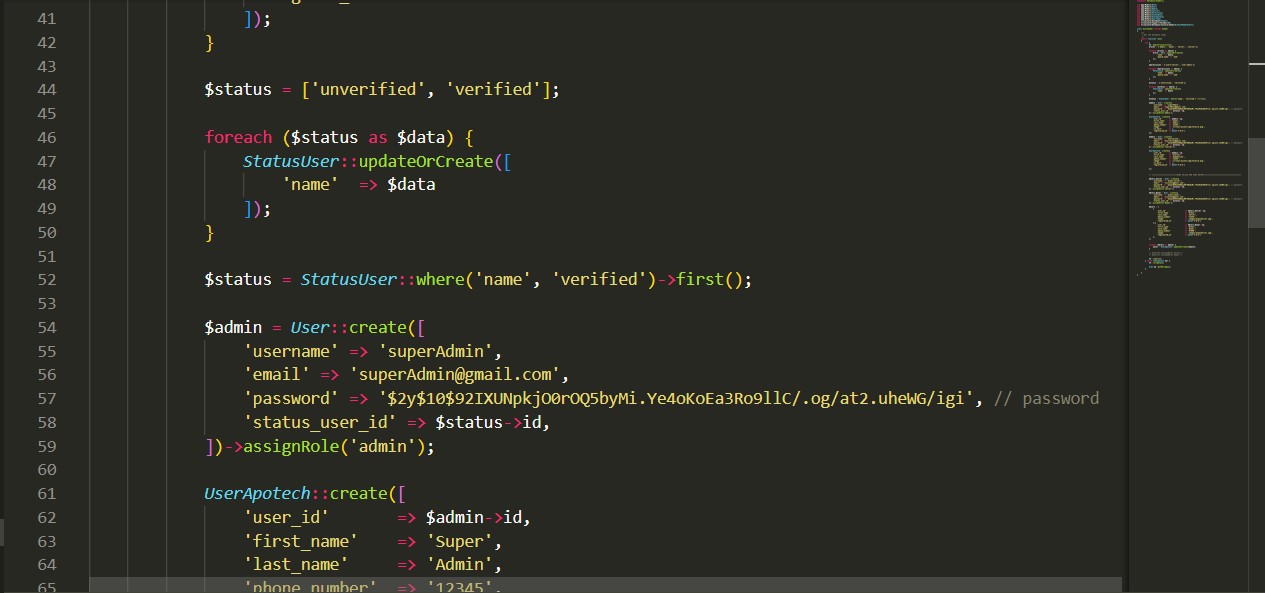 41 ]);
42 }
43
44 $status = ['unverified', 'verified'];
45
46 foreach ($status as $data) {
47 StatusUser::updateOrCreate([
48 'name' => $data
49 ]);
50 }
51
52 $status = StatusUser::where('name', 'verified')->first();
53
54 $admin = User::create([
55 'username' => 'superAdmin',
56 'email' => 'superAdmin@gmail.com',
57 'password' => '$2y$10$92IXUNpkjO0rOQ5byMi.Ye4oKoEa3Ro9llC/.og/at2.uheWG/igi', // password
58 'status_user_id' => $status->id,
59 ])->assignRole('admin');
60
61 UserApotech::create([
62 'user_id' => $admin->id,
63 'first_name' => 'Super',
64 'last_name' => 'Admin',
65 'phone_number' => '12345',